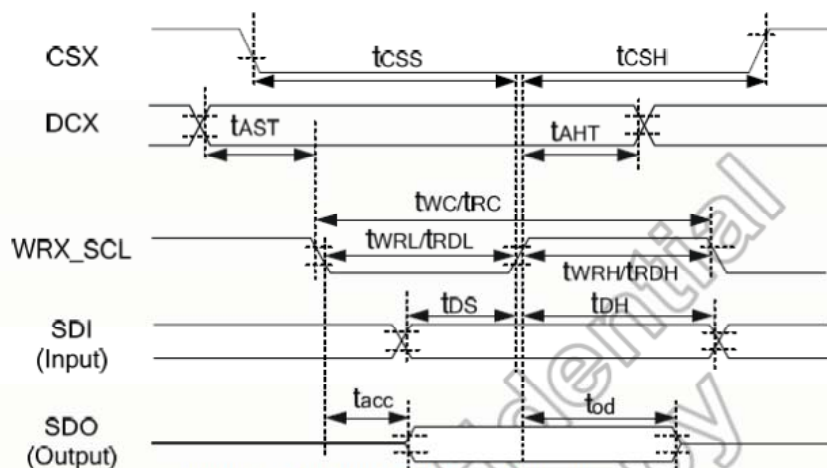 CSX
tCSS
tCSH
DCX
tAST
tAHT
tWC/tRC
WRX_SCL
tWRL/tRDL
tWRH/tRDH
SDI
(Input)
tDS
tDH
SDO
(Output)
tacc
tod